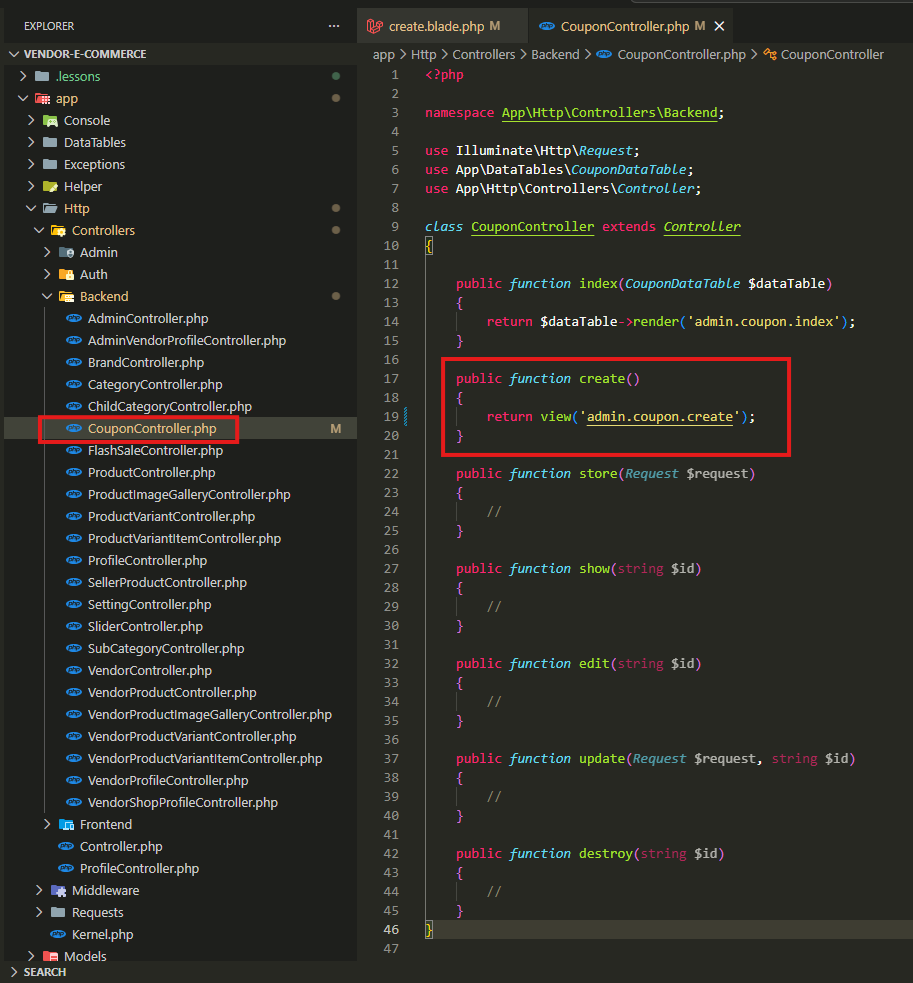 EXPLORER ...
VENDOR-E-COMMERCE
.lessons
app
Console
DataTables
Exceptions
Helper
Http
Controllers
Admin
Auth
Backend
AdminController.php
AdminVendorProfileController.php
BrandController.php
CategoryController.php
ChildCategoryController.php
CouponController.php M
FlashSaleController.php
ProductController.php
ProductImageGalleryController.php
ProductVariantController.php
ProductVariantItemController.php
ProfileController.php
SellerProductController.php
SettingController.php
SliderController.php
SubCategoryController.php
VendorController.php
VendorProductController.php
VendorProductImageGalleryController.php
VendorProductVariantController.php
VendorProductVariantItemController.php
VendorProfileController.php
VendorShopProfileController.php
Frontend
Controller.php
ProfileController.php
Middleware
Requests
Kernel.php
Models
SEARCH
create.blade.php M CouponController.php M
app > Http > Controllers > Backend > CouponController.php > CouponController
1 <?php
2
3 namespace App\Http\Controllers\Backend;
4
5 use Illuminate\Http\Request;
6 use App\DataTables\CouponDataTable;
7 use App\Http\Controllers\Controller;
8
9 class CouponController extends Controller
10 {
11
12 public function index(CouponDataTable $dataTable)
13 {
14 return $dataTable->render('admin.coupon.index');
15 }
16
17 public function create()
18 {
19 return view('admin.coupon.create');
20 }
21
22 public function store(Request $request)
23 {
24 //
25 }
26
27 public function show(string $id)
28 {
29 //
30 }
31
32 public function edit(string $id)
33 {
34 //
35 }
36
37 public function update(Request $request, string $id)
38 {
39 //
40 }
41
42 public function destroy(string $id)
43 {
44 //
45 }
46 }
47